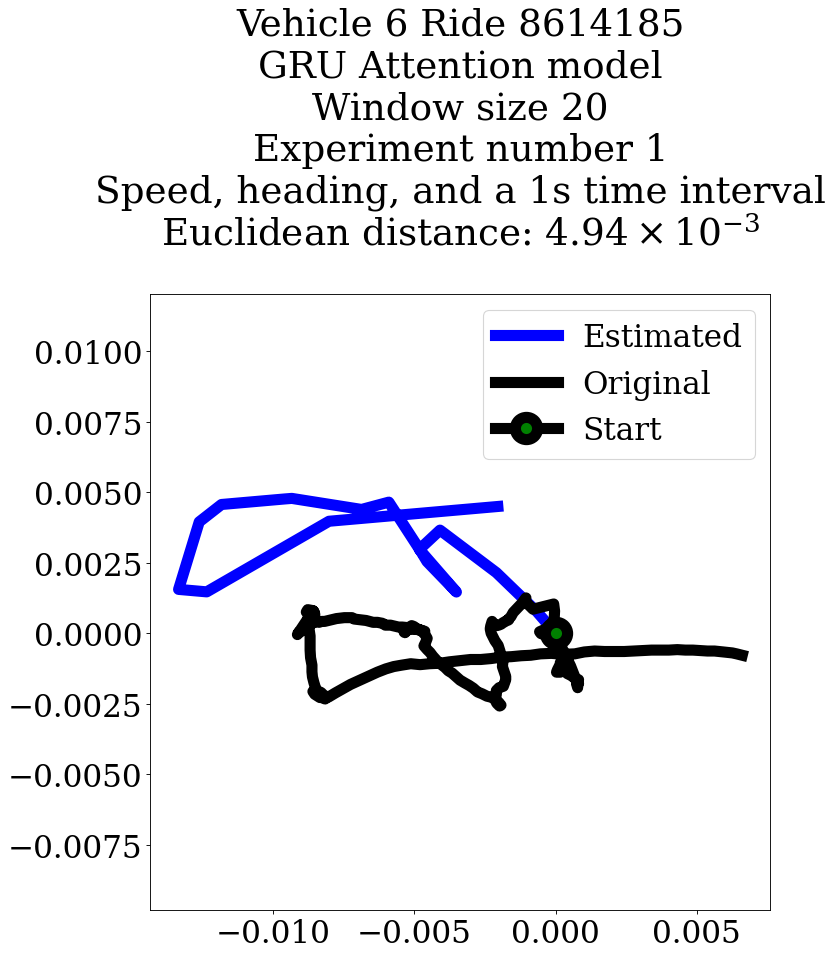 Vehicle 6 Ride 8614185
GRU Attention model
Window size 20
Experiment number 1
Speed, heading, and a 1s time interval
Euclidean distance: 4.94 × 10⁻³
Estimated
Original
Start
0.0100
0.0075
0.0050
0.0025
0.0000
−0.0025
−0.0050
−0.0075
−0.010 −0.005 0.000 0.005